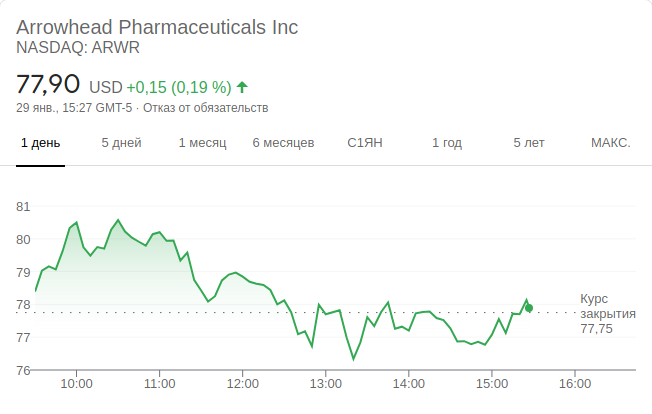 Arrowhead Pharmaceuticals Inc
NASDAQ: ARWR
77,90 USD +0,15 (0,19 %)
29 янв., 15:27 GMT-5 · Отказ от обязательств
1 день 5 дней 1 месяц 6 месяцев С1ЯН 1 год 5 лет МАКС.
81
80
79
78
77
76
Курс
закрытия
77,75
10:00 11:00 12:00 13:00 14:00 15:00 16:00